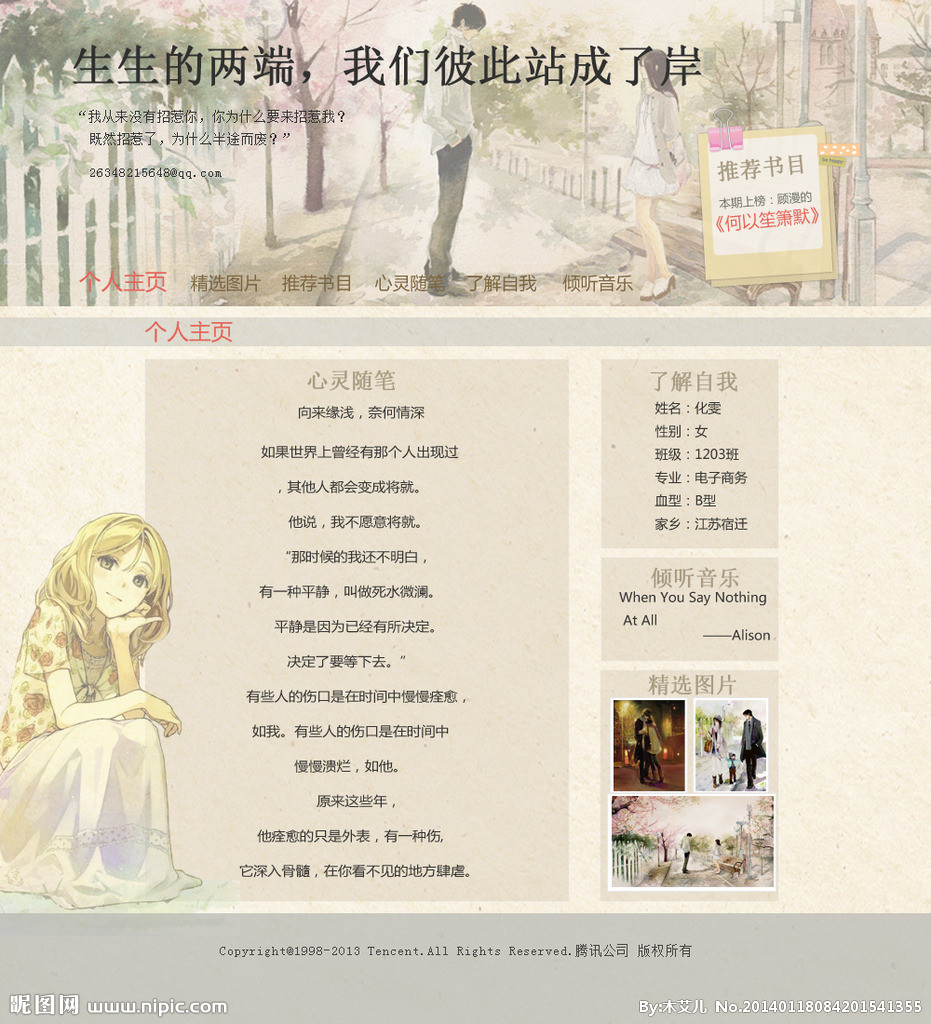 生生的两端，我们彼此站成了岸
“我从来没有招惹你，你为什么要来招惹我？
既然招惹了，为什么半途而废？”
26348215648@qq.com
推荐书目
本期上榜：顾漫的
《何以笙箫默》
个人主页 精选图片 推荐书目 心灵随笔 了解自我 倾听音乐
个人主页
心灵随笔
向来缘浅，奈何情深
如果世界上曾经有那个人出现过
，其他人都会变成将就。
他说，我不愿意将就。
“那时候的我还不明白，
有一种平静，叫做死水微澜。
平静是因为已经有所决定。
决定了要等下去。”
有些人的伤口是在时间中慢慢痊愈，
如我。有些人的伤口是在时间中
慢慢溃烂，如他。
原来这些年，
他痊愈的只是外表，有一种伤,
它深入骨髓，在你看不见的地方肆虐。
了解自我
姓名：化雯
性别：女
班级：1203班
专业：电子商务
血型：B型
家乡：江苏宿迁
倾听音乐
When You Say Nothing
At All
——Alison
精选图片
Copyright@1998-2013 Tencent.All Rights Reserved.腾讯公司 版权所有
昵图网 www.nipic.com
By:木艾儿 No.20140118084201541355